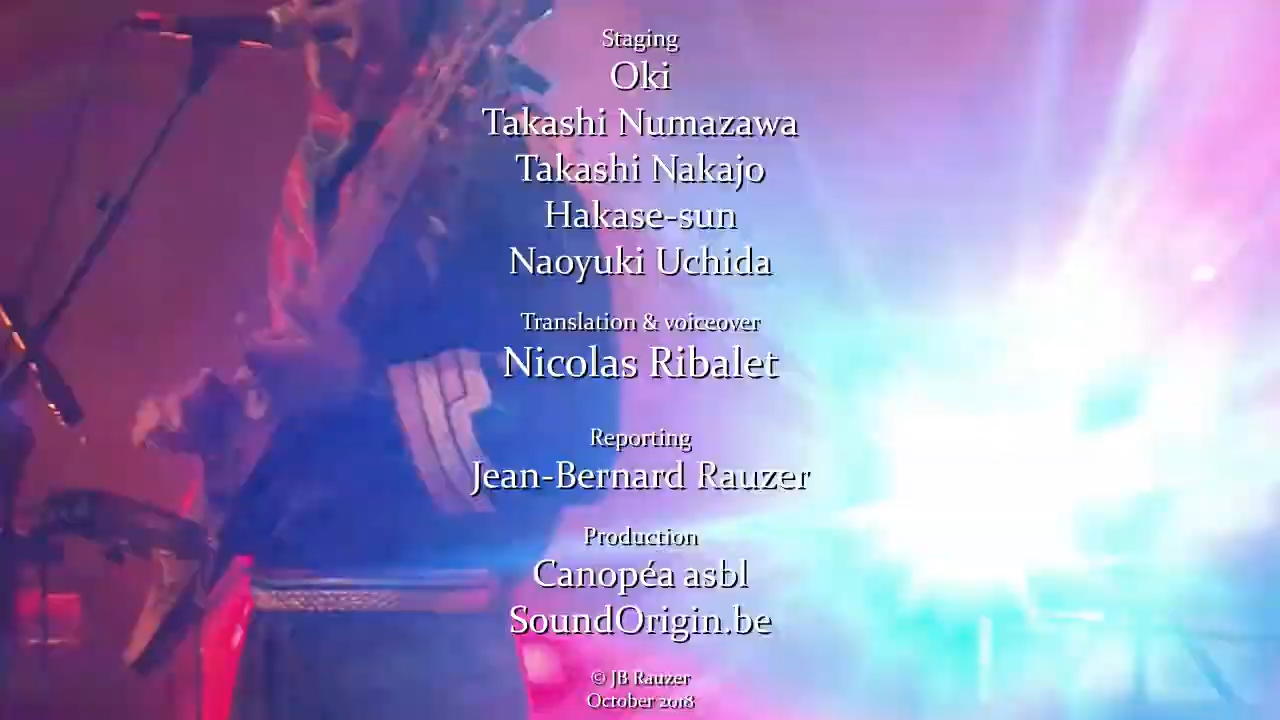 Staging
Oki
Takashi Numazawa
Takashi Nakajo
Hakase-sun
Naoyuki Uchida
Translation & voiceover
Nicolas Ribalet
Reporting
Jean-Bernard Rauzer
Production
Canopéa asbl
SoundOrigin.be
© JB Rauzer
October 2018